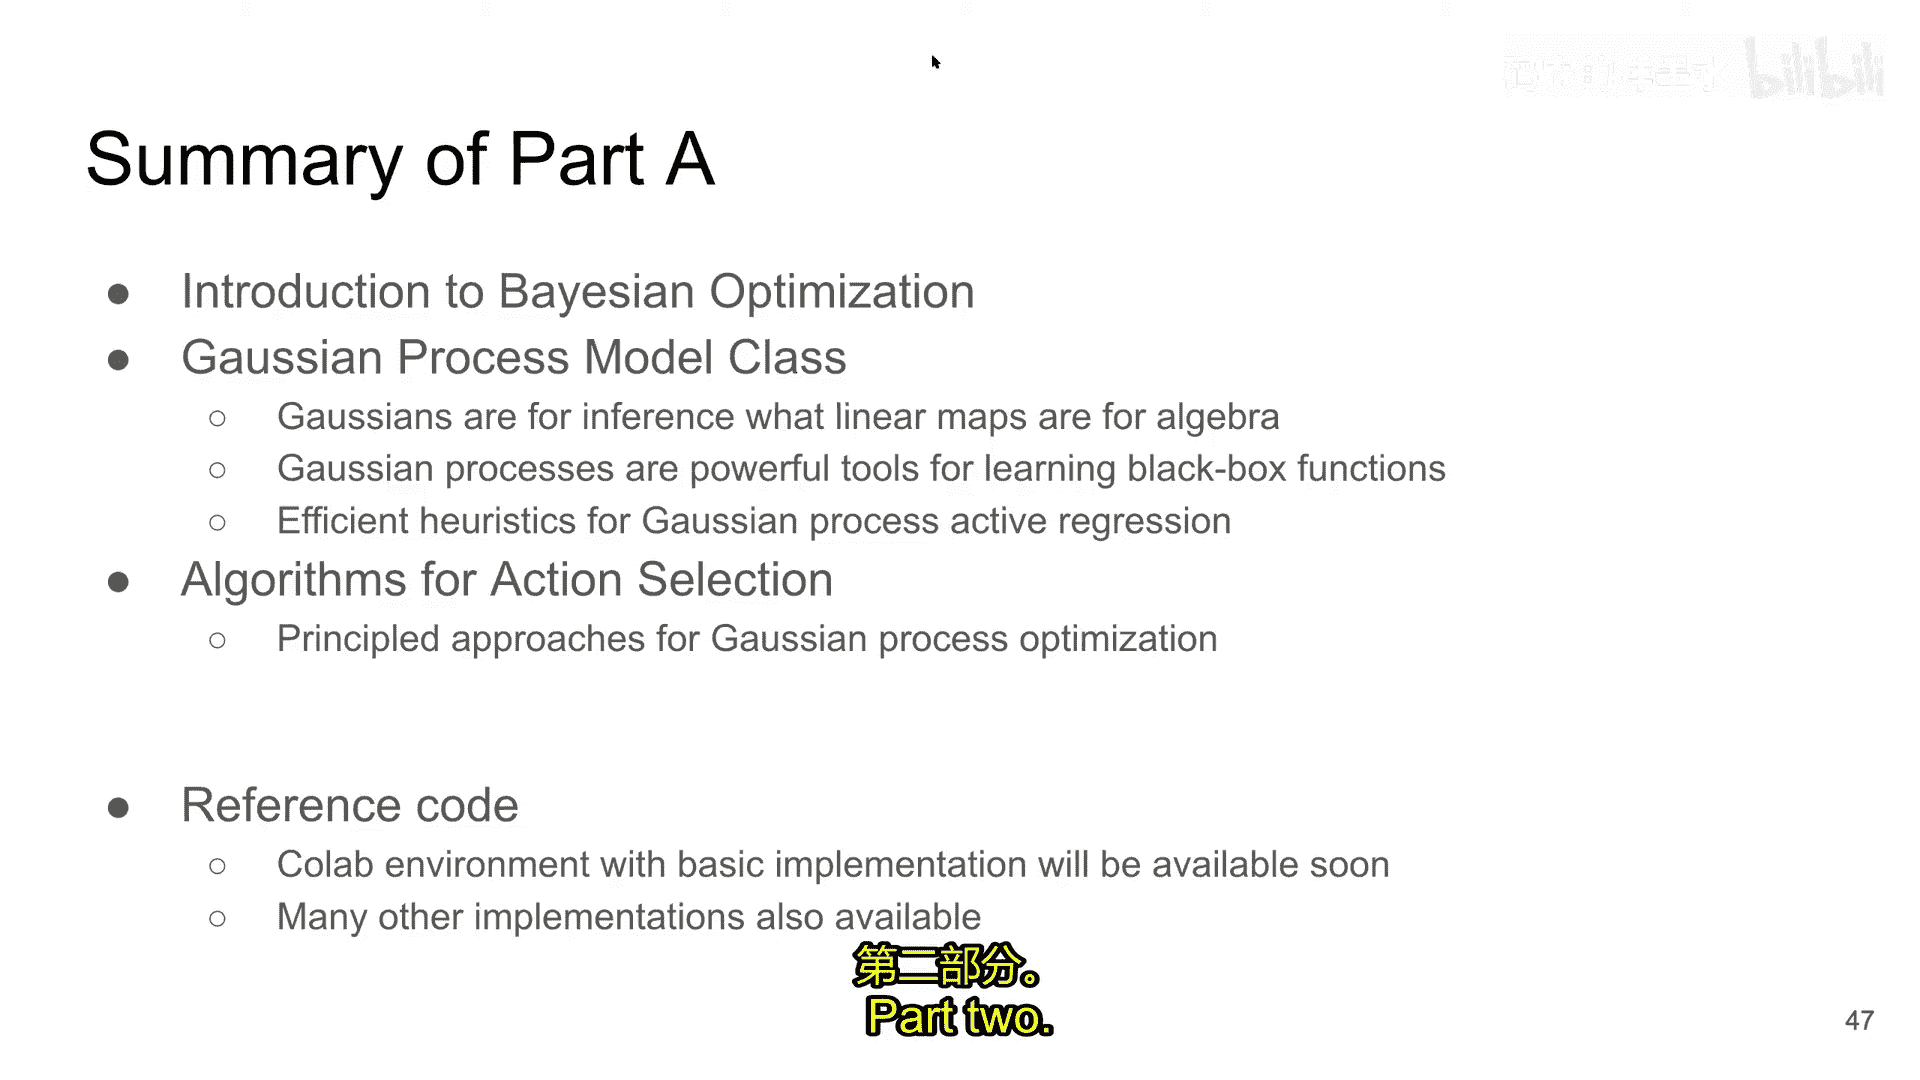 bilibili
Summary of Part A
● Introduction to Bayesian Optimization
● Gaussian Process Model Class
○ Gaussians are for inference what linear maps are for algebra
○ Gaussian processes are powerful tools for learning black-box functions
○ Efficient heuristics for Gaussian process active regression
● Algorithms for Action Selection
○ Principled approaches for Gaussian process optimization
● Reference code
○ Colab environment with basic implementation will be available soon
○ Many other implementations also available
第二部分。
Part two.
47